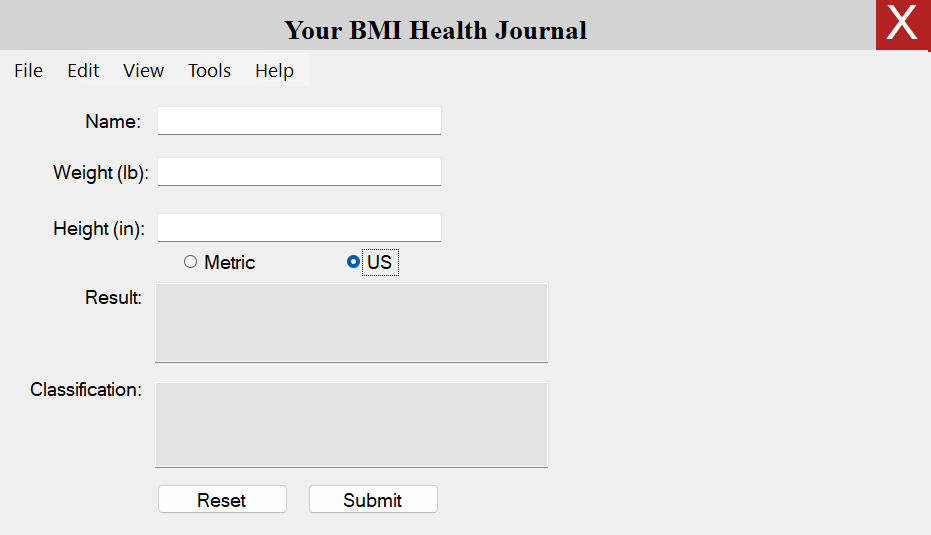 Your BMI Health Journal X
File Edit View Tools Help
Name:
Weight (lb):
Height (in):
Metric US
Result:
Classification:
Reset Submit